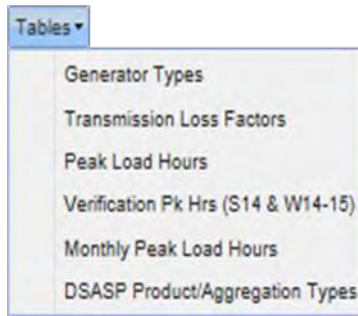 Tables
Generator Types
Transmission Loss Factors
Peak Load Hours
Verification Pk Hrs (S14 & W14-15)
Monthly Peak Load Hours
DSASP Product/Aggregation Types